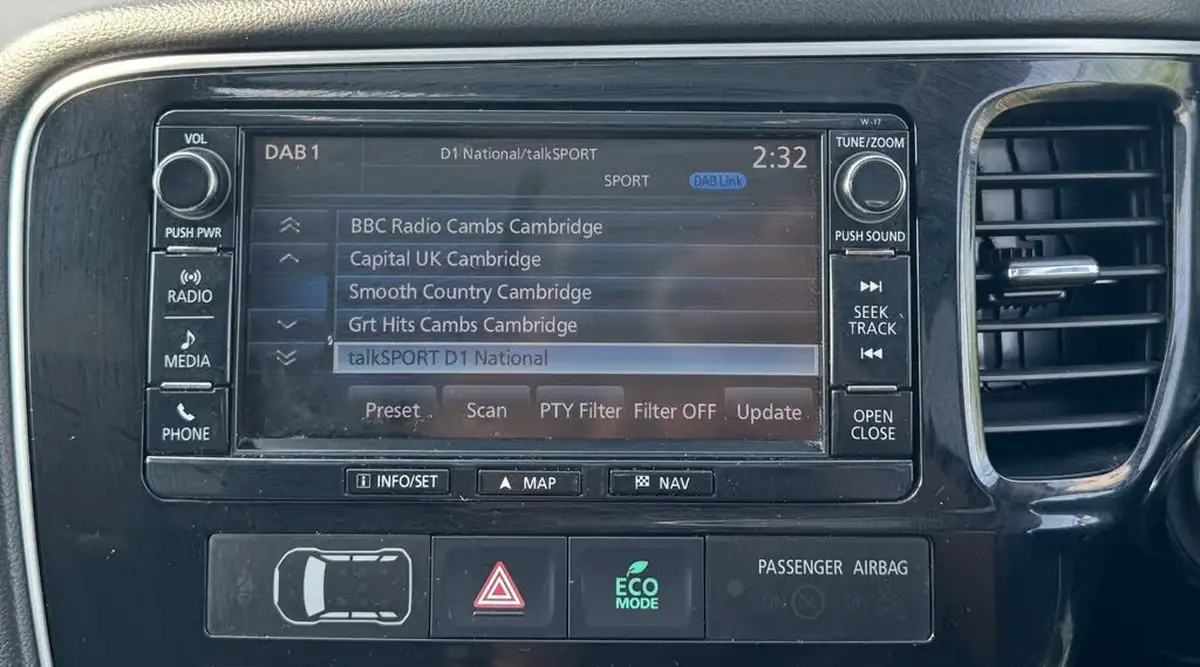 W-17
VOL
PUSH PWR
RADIO
MEDIA
PHONE
DAB 1
D1 National/talkSPORT
2:32
SPORT
DAB Link
BBC Radio Cambs Cambridge
Capital UK Cambridge
Smooth Country Cambridge
Grt Hits Cambs Cambridge
talkSPORT D1 National
Preset
Scan
PTY Filter
Filter OFF
Update
TUNE/ZOOM
PUSH SOUND
SEEK
TRACK
OPEN
CLOSE
INFO/SET
MAP
NAV
ECO
MODE
PASSENGER AIRBAG
ON
OFF